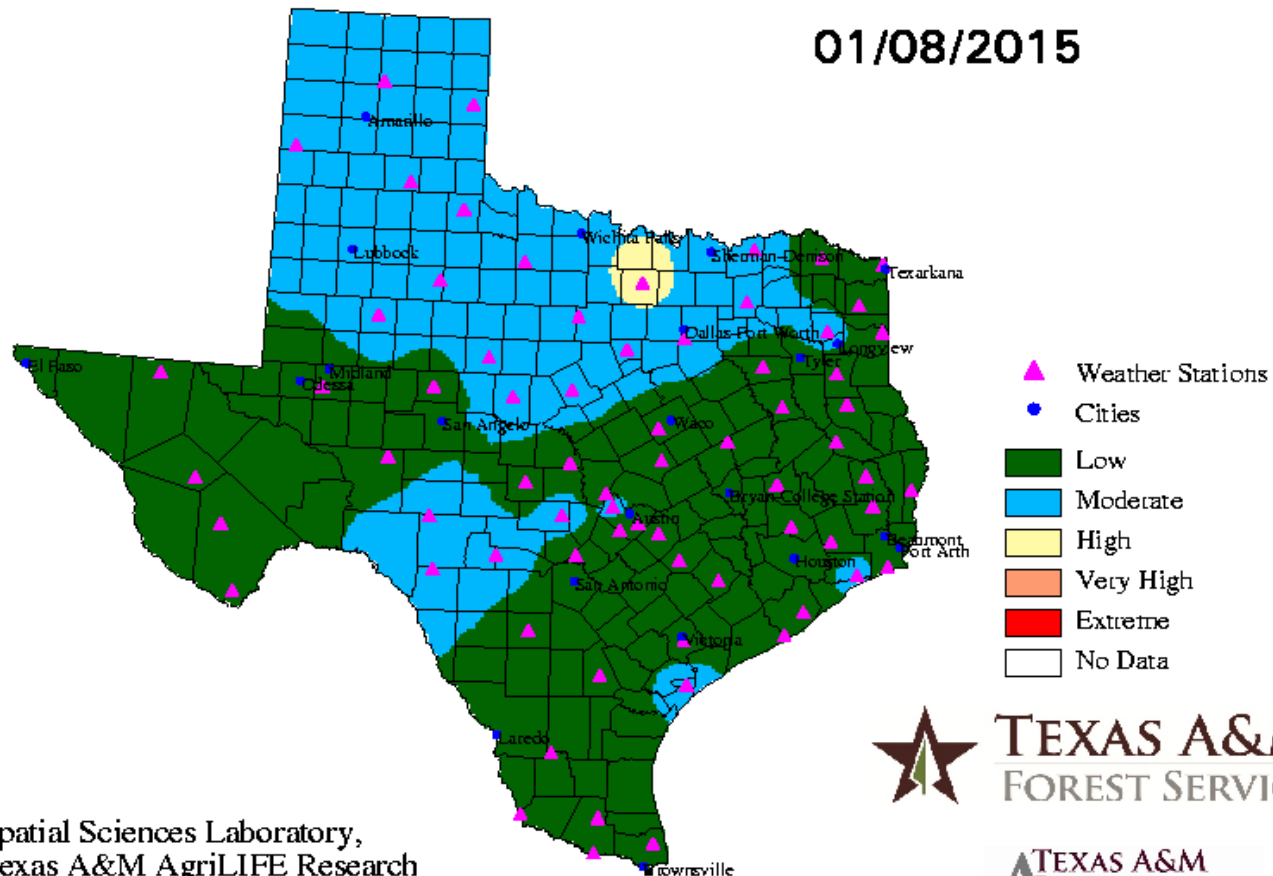 01/08/2015
Amarillo
Lubbock
Wichita Falls
Sherman-Denison
Texarkana
Dallas-Fort Worth
Longview
Tyler
El Paso
Midland
Odessa
San Angelo
Waco
Bryan-College Station
Austin
Beaumont
Port Arth
Houston
San Antonio
Victoria
Laredo
rownsville
Weather Stations
Cities
Low
Moderate
High
Very High
Extreme
No Data
TEXAS A&M
FOREST SERVIC
patial Sciences Laboratory,
exas A&M AgriLIFE Research
TEXAS A&M